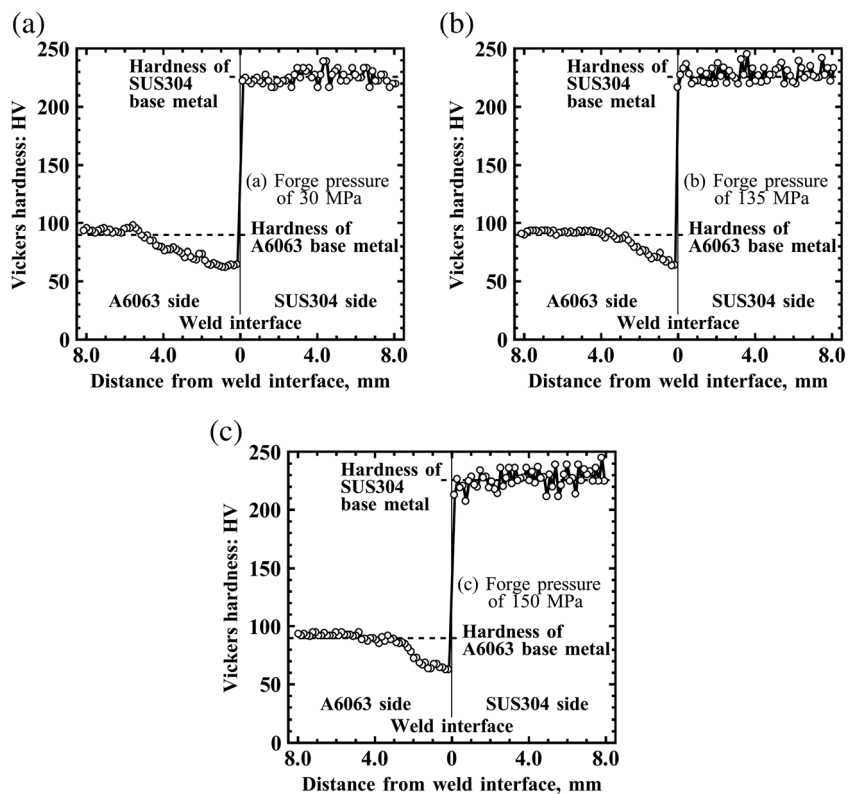 (a)
250
200
150
100
50
0
Vickers hardness: HV
Hardness of
SUS304
base metal
(a) Forge pressure
of 30 MPa
Hardness of
A6063 base metal
A6063 side
SUS304 side
Weld interface
8.0 4.0 0 4.0 8.0
Distance from weld interface, mm
(b)
250
200
150
100
50
0
Vickers hardness: HV
Hardness of
SUS304
base metal
(b) Forge pressure
of 135 MPa
Hardness of
A6063 base metal
A6063 side
SUS304 side
Weld interface
8.0 4.0 0 4.0 8.0
Distance from weld interface, mm
(c)
250
200
150
100
50
0
Vickers hardness: HV
Hardness of
SUS304
base metal
(c) Forge pressure
of 150 MPa
Hardness of
A6063 base metal
A6063 side
SUS304 side
Weld interface
8.0 4.0 0 4.0 8.0
Distance from weld interface, mm